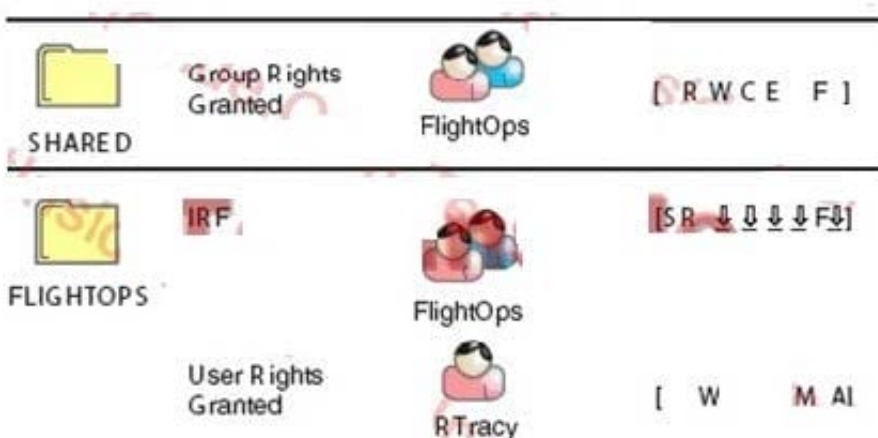 Group Rights
Granted
[ R W C E F ]
FlightOps
SHARED
IRF
[S R ⇩ ⇩ ⇩ ⇩ F ⇩]
FLIGHTOPS
FlightOps
User Rights
Granted
[ W M A]
RTracy